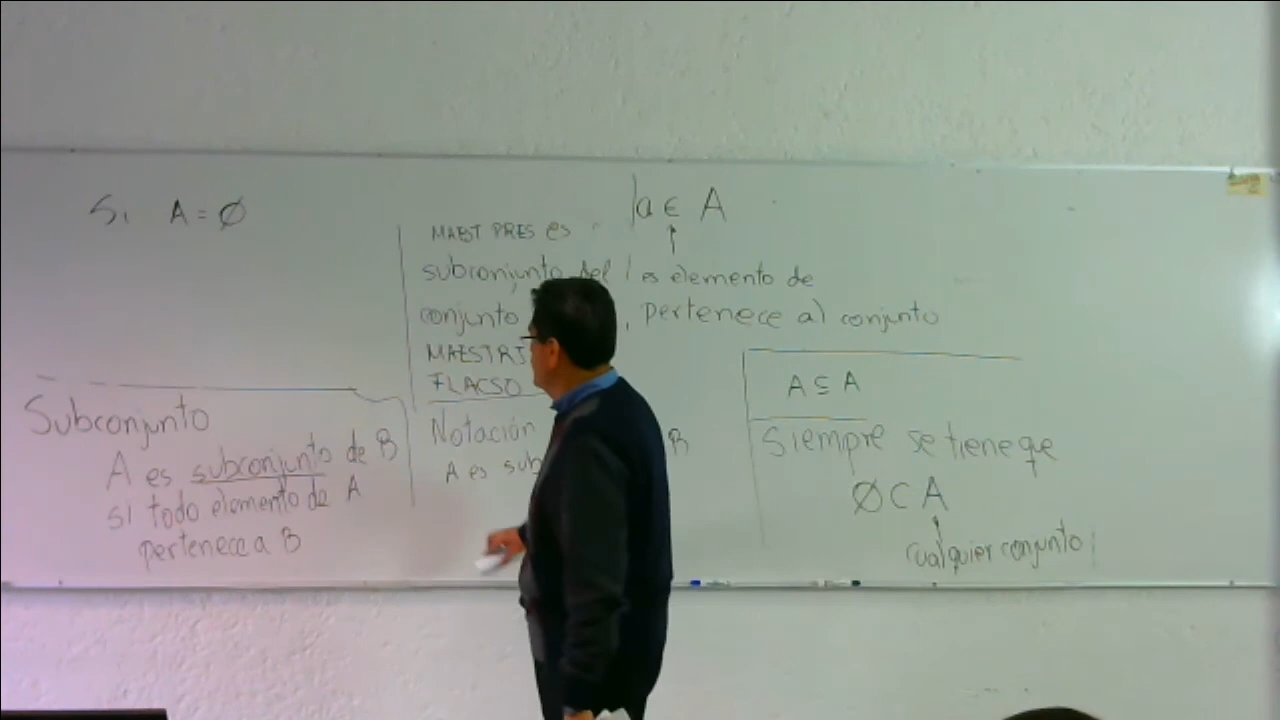 Si A = Ø
a ∈ A
MAEST PRES es
subconjunto del
conjunto
MAESTRI
FLACSO
es elemento de
, pertenece al conjunto
Subconjunto
A es subconjunto de B
si todo elemento de A
pertenece a B
Notación
A es sub
B
A ⊆ A
Siempre se tiene que
Ø ⊂ A
cualquier conjunto